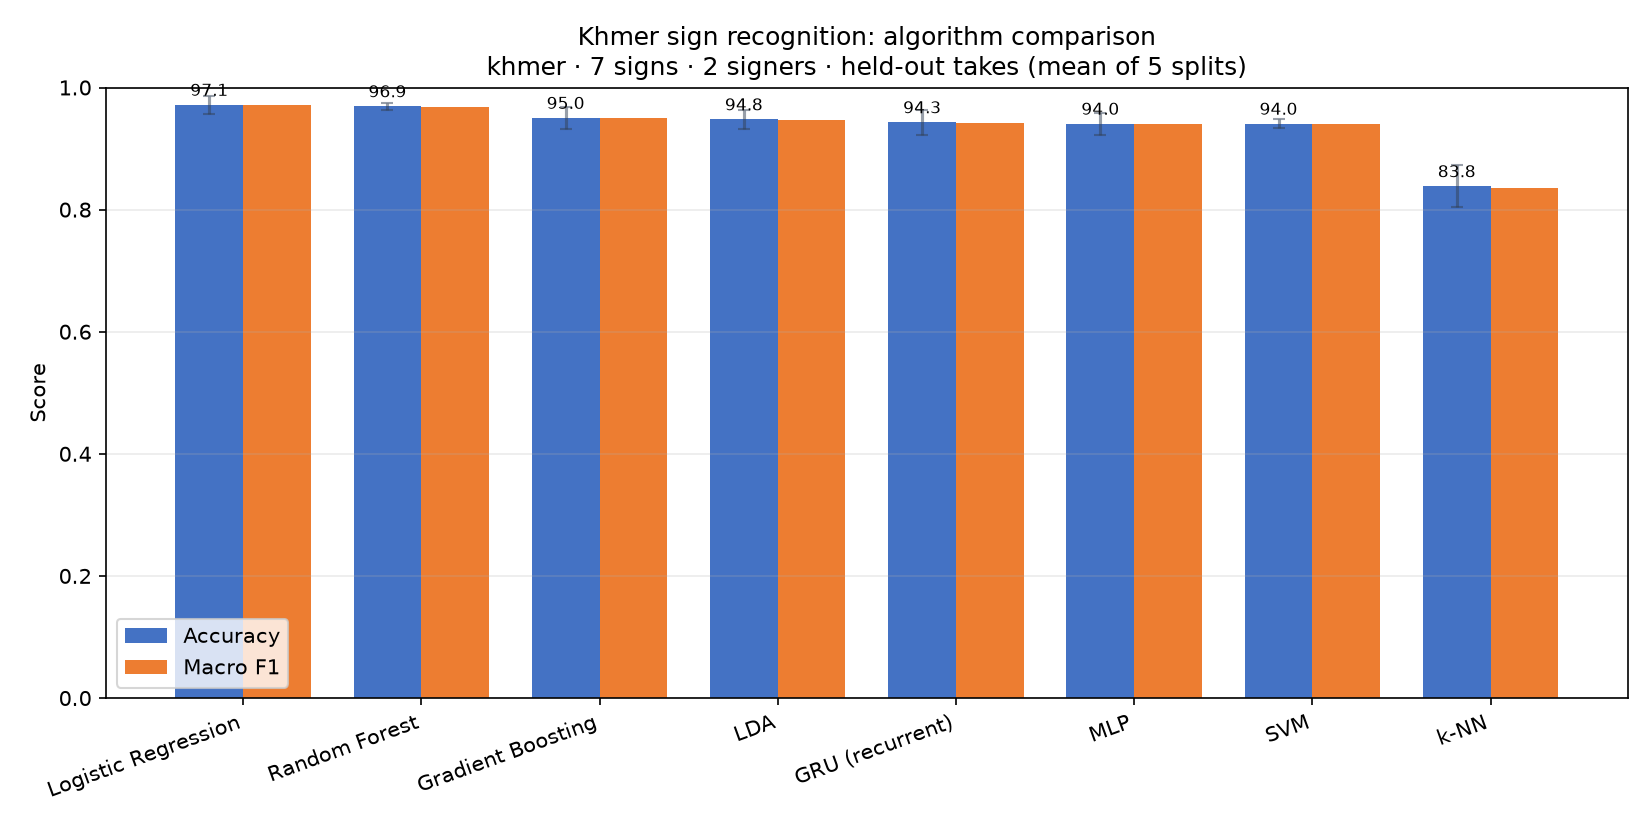 Khmer sign recognition: algorithm comparison
khmer · 7 signs · 2 signers · held-out takes (mean of 5 splits)
1.0
0.8
0.6
0.4
0.2
0.0
Score
97.1
96.9
95.0
94.8
94.3
94.0
94.0
83.8
Accuracy
Macro F1
Logistic Regression
Random Forest
Gradient Boosting
LDA
GRU (recurrent)
MLP
SVM
k-NN